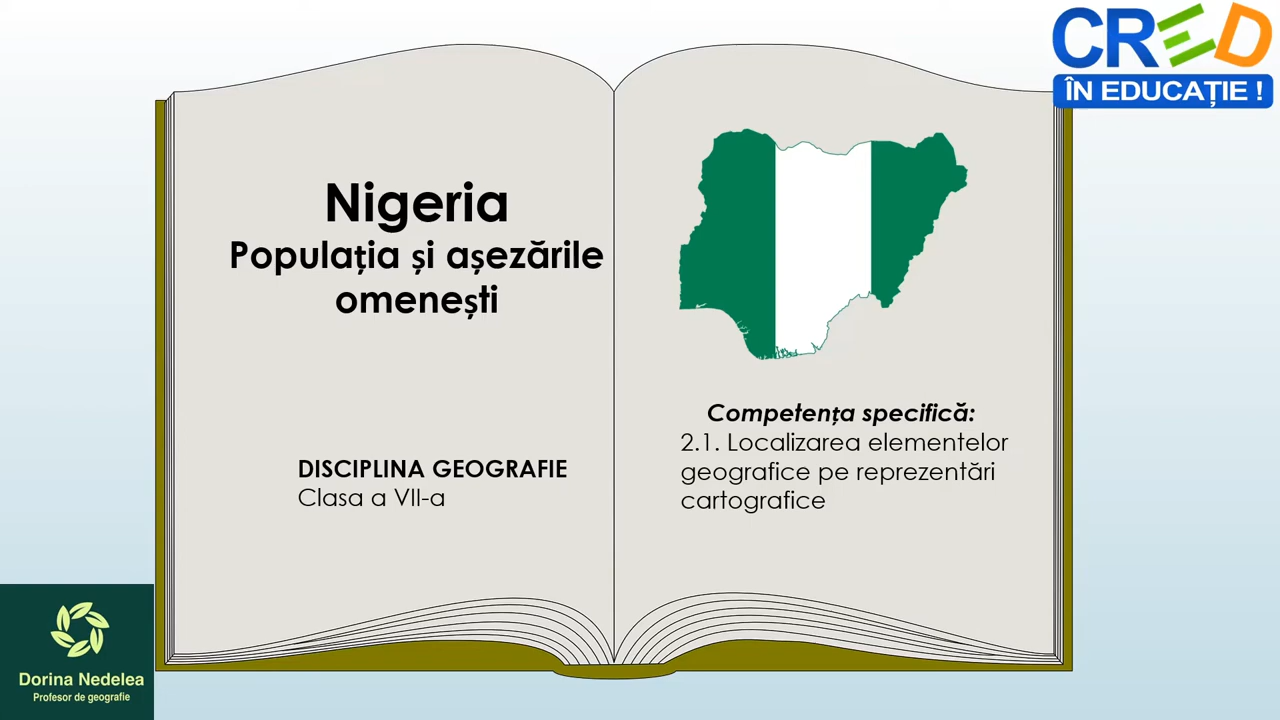 CRED
ÎN EDUCAȚIE !
Nigeria
Populația și așezările
omenești
DISCIPLINA GEOGRAFIE
Clasa a VII-a
Competența specifică:
2.1. Localizarea elementelor
geografice pe reprezentări
cartografice
Dorina Nedelea
Profesor de geografie